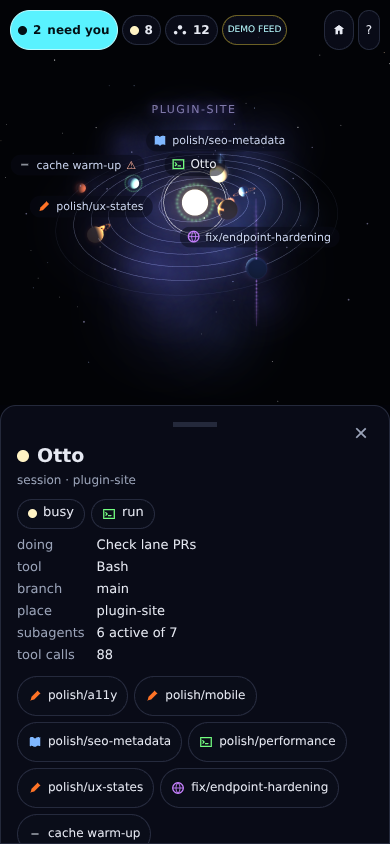 2 need you
8
12
DEMO FEED
?
PLUGIN-SITE
polish/seo-metadata
cache warm-up ⚠
Otto
polish/ux-states
fix/endpoint-hardening
✕
Otto
session · plugin-site
busy
run
doing Check lane PRs
tool Bash
branch main
place plugin-site
subagents 6 active of 7
tool calls 88
polish/a11y
polish/mobile
polish/seo-metadata
polish/performance
polish/ux-states
fix/endpoint-hardening
cache warm-up